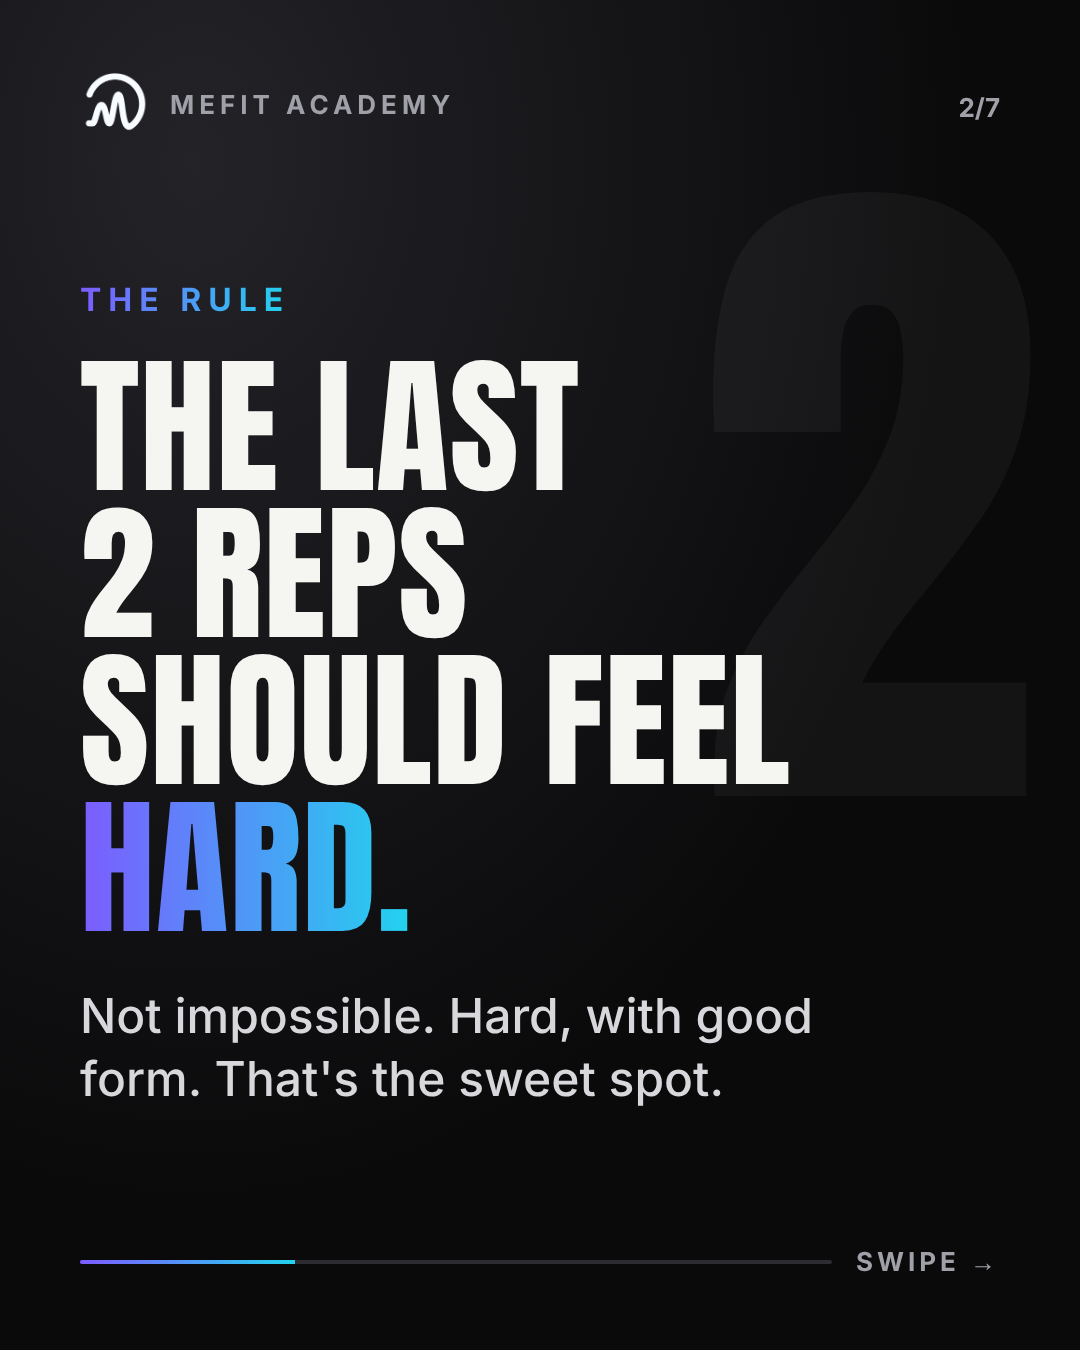 MEFIT ACADEMY
2/7
2
THE RULE
THE LAST
2 REPS
SHOULD FEEL
HARD.
Not impossible. Hard, with good
form. That's the sweet spot.
SWIPE →